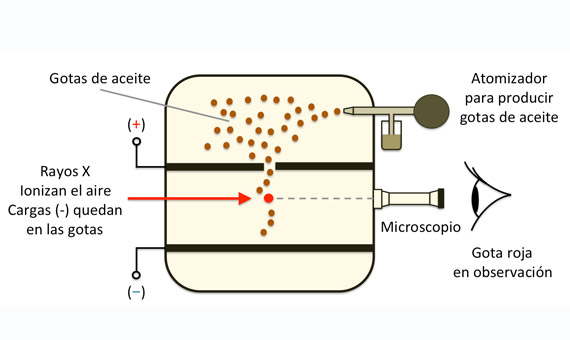 Gotas de aceite
(+)
Rayos X
Ionizan el aire
Cargas (-) quedan
en las gotas
(−)
Atomizador
para producir
gotas de aceite
Microscopio
Gota roja
en observación